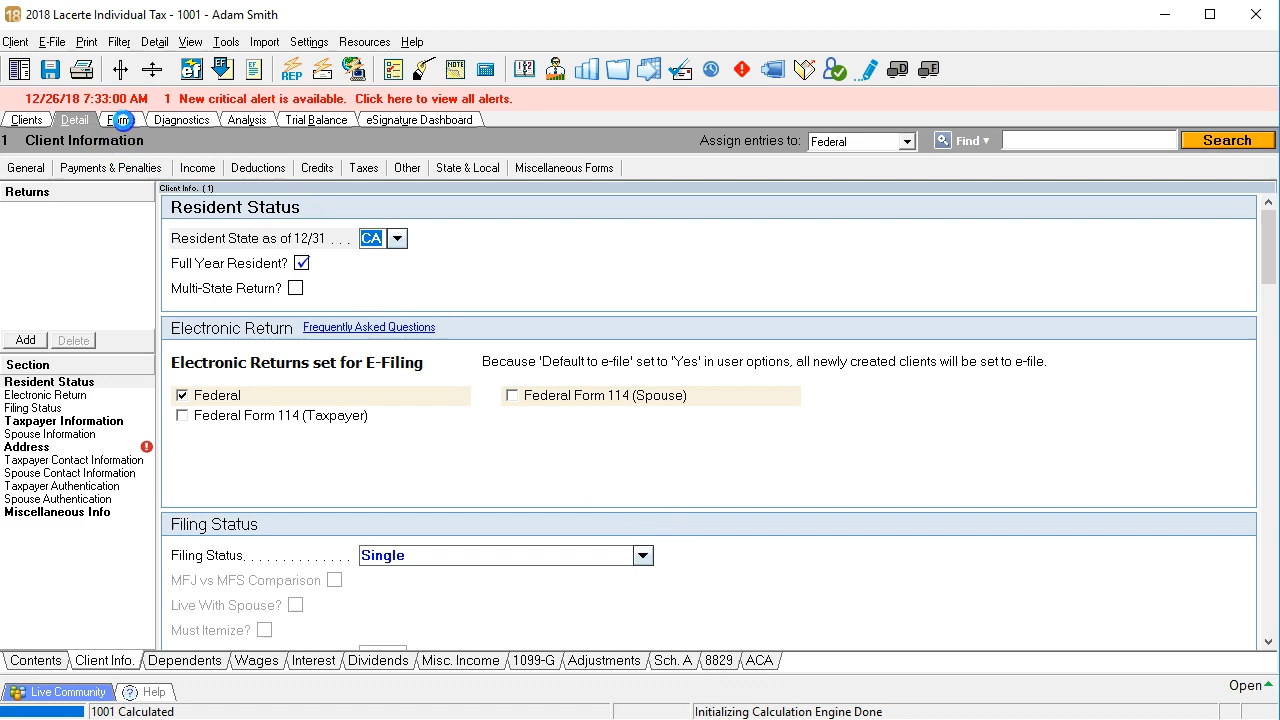 18 2018 Lacerte Individual Tax - 1001 - Adam Smith
Client E-File Print Filter Detail View Tools Import Settings Resources Help
REP NOTE
12/26/18 7:33:00 AM 1 New critical alert is available. Click here to view all alerts.
Clients Detail Diagnostics Analysis Trial Balance eSignature Dashboard
1 Client Information Assign entries to: Federal Find Search
General Payments & Penalties Income Deductions Credits Taxes Other State & Local Miscellaneous Forms
Returns
Client Info. (1)
Resident Status
Resident State as of 12/31 . . . CA
Full Year Resident?
Multi-State Return?
Electronic Return Frequently Asked Questions
Add Delete
Electronic Returns set for E-Filing Because 'Default to e-file' set to "Yes" in user options, all newly created clients will be set to e-file.
Section
Resident Status
Electronic Return
Filing Status
Taxpayer Information
Spouse Information
Address
Taxpayer Contact Information
Spouse Contact Information
Taxpayer Authentication
Spouse Authentication
Miscellaneous Info
Federal Federal Form 114 (Spouse)
Federal Form 114 (Taxpayer)
Filing Status
Filing Status. . . . . . . . . . . . . . Single
MFJ vs MFS Comparison
Live With Spouse?
Must Itemize?
Contents Client Info. Dependents Wages Interest Dividends Misc. Income 1099-G Adjustments Sch. A 8829 ACA
Open
Live Community Help
1001 Calculated Initializing Calculation Engine Done